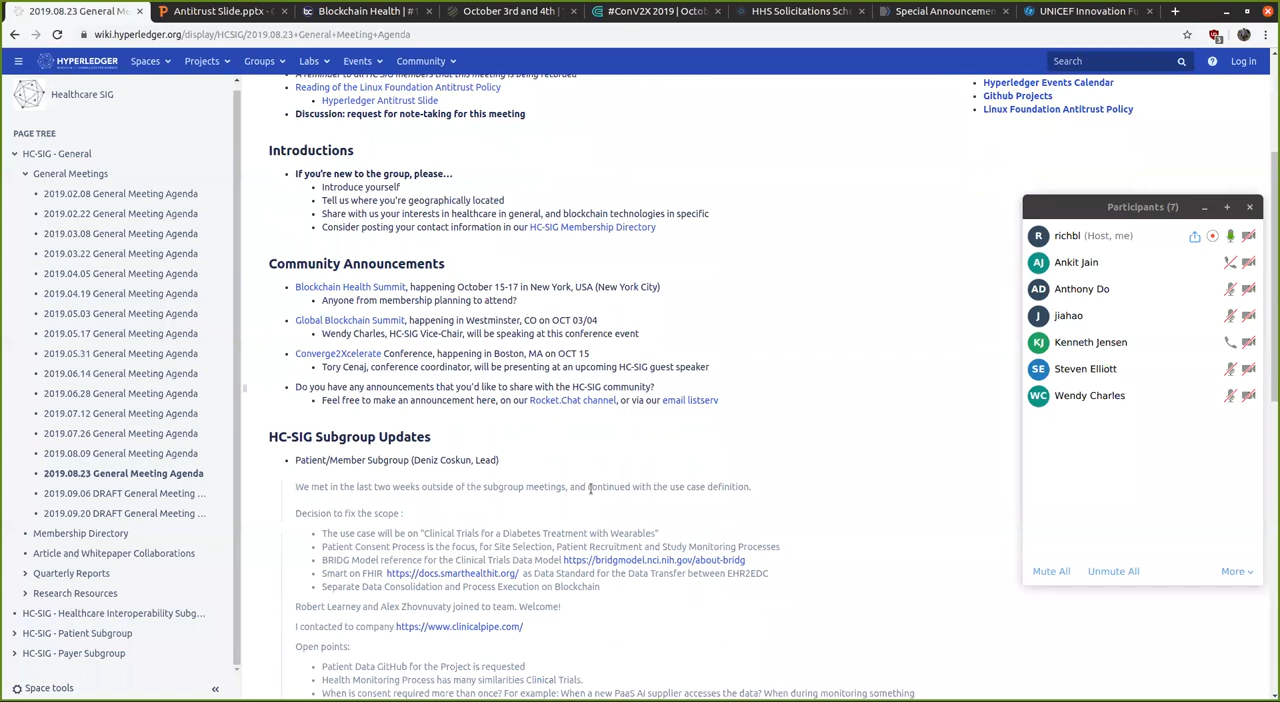 2019.08.23 General M
Antitrust Slide.pptx -
Blockchain Health | #1
October 3rd and 4th
#ConV2X 2019 | Octob
HHS Solicitations Sch
Special Announcemen
UNICEF Innovation Fu
wiki.hyperledger.org/display/HCSIG/2019.08.23+General+Meeting+Agenda
HYPERLEDGER
Spaces
Projects
Groups
Labs
Events
Community
Search
Log in
Healthcare SIG
PAGE TREE
HC-SIG - General
General Meetings
2019.02.08 General Meeting Agenda
2019.02.22 General Meeting Agenda
2019.03.08 General Meeting Agenda
2019.03.22 General Meeting Agenda
2019.04.05 General Meeting Agenda
2019.04.19 General Meeting Agenda
2019.05.03 General Meeting Agenda
2019.05.17 General Meeting Agenda
2019.05.31 General Meeting Agenda
2019.06.14 General Meeting Agenda
2019.06.28 General Meeting Agenda
2019.07.12 General Meeting Agenda
2019.07.26 General Meeting Agenda
2019.08.09 General Meeting Agenda
2019.08.23 General Meeting Agenda
2019.09.06 DRAFT General Meeting ...
2019.09.20 DRAFT General Meeting ...
Membership Directory
Article and Whitepaper Collaborations
Quarterly Reports
Research Resources
HC-SIG - Healthcare Interoperability Subg...
HC-SIG - Patient Subgroup
HC-SIG - Payer Subgroup
Space tools
A reminder to all HC SIG members that this meeting is being recorded
Reading of the Linux Foundation Antitrust Policy
Hyperledger Antitrust Slide
Discussion: request for note-taking for this meeting
Introductions
If you're new to the group, please...
Introduce yourself
Tell us where you're geographically located
Share with us your interests in healthcare in general, and blockchain technologies in specific
Consider posting your contact information in our HC-SIG Membership Directory
Community Announcements
Blockchain Health Summit, happening October 15-17 in New York, USA (New York City)
Anyone from membership planning to attend?
Global Blockchain Summit, happening in Westminster, CO on OCT 03/04
Wendy Charles, HC-SIG Vice-Chair, will be speaking at this conference event
Converge2Xcelerate Conference, happening in Boston, MA on OCT 15
Tory Cenaj, conference coordinator, will be presenting at an upcoming HC-SIG guest speaker
Do you have any announcements that you'd like to share with the HC-SIG community?
Feel free to make an announcement here, on our Rocket.Chat channel, or via our email listserv
HC-SIG Subgroup Updates
Patient/Member Subgroup (Deniz Coskun, Lead)
We met in the last two weeks outside of the subgroup meetings, and continued with the use case definition.
Decision to fix the scope :
The use case will be on "Clinical Trials for a Diabetes Treatment with Wearables"
Patient Consent Process is the focus, for Site Selection, Patient Recruitment and Study Monitoring Processes
BRIDG Model reference for the Clinical Trials Data Model https://bridgmodel.nci.nih.gov/about-bridg
Smart on FHIR https://docs.smarthealthit.org/ as Data Standard for the Data Transfer between EHR2EDC
Separate Data Consolidation and Process Execution on Blockchain
Robert Learney and Alex Zhovnuvaty joined to team. Welcome!
I contacted to company https://www.clinicalpipe.com/
Open points:
Patient Data GitHub for the Project is requested
Health Monitoring Process has many similarities Clinical Trials.
When is consent required more than once? For example: When a new PaaS AI supplier accesses the data? When during monitoring something
Hyperledger Events Calendar
Github Projects
Linux Foundation Antitrust Policy
Participants (7)
R richbl (Host, me)
AJ Ankit Jain
AD Anthony Do
J jiahao
KJ Kenneth Jensen
SE Steven Elliott
WC Wendy Charles
Mute All
Unmute All
More